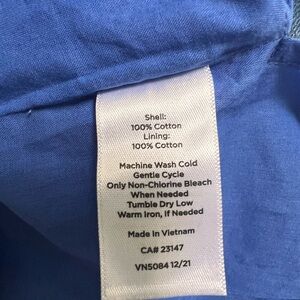 Shell:
100% Cotton
Lining:
100% Cotton
Machine Wash Cold
Gentle Cycle
Only Non-Chlorine Bleach
When Needed
Tumble Dry Low
Warm Iron, If Needed
Made In Vietnam
CA# 23147
VN5084 12/21